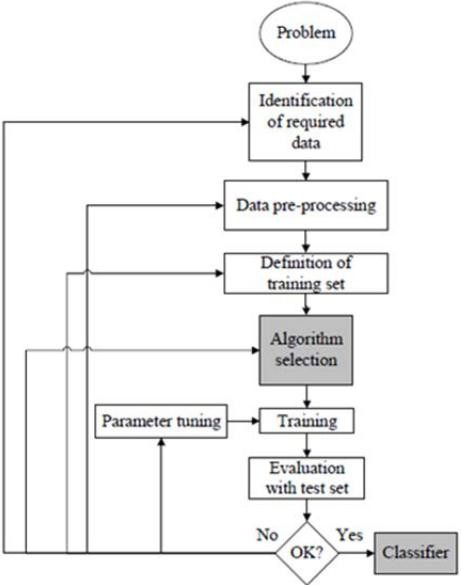 Problem
Identification
of required
data
Data pre-processing
Definition of
training set
Algorithm
selection
Parameter tuning
Training
Evaluation
with test set
No
OK?
Yes
Classifier